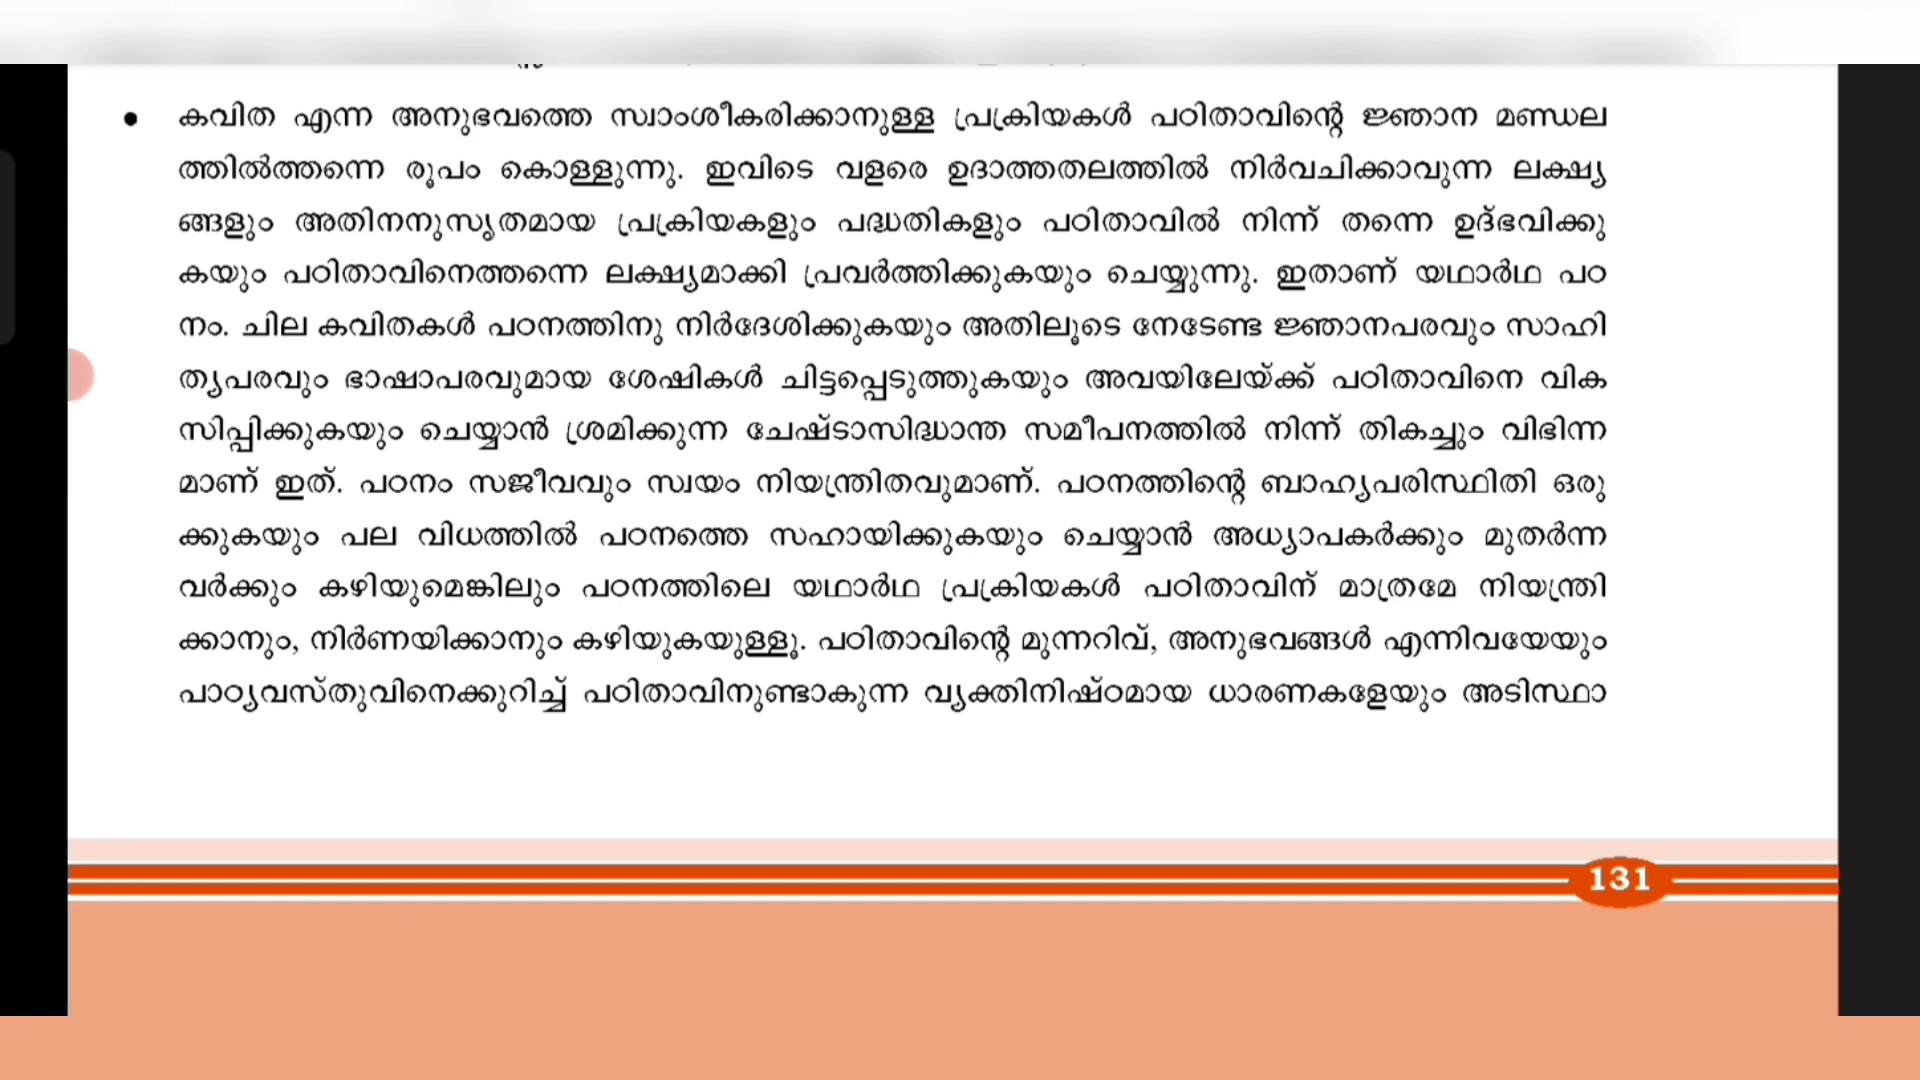 • കവിത എന്ന അനുഭവത്തെ സ്വാംശീകരിക്കാനുള്ള പ്രക്രിയകൾ പഠിതാവിന്റെ ജ്ഞാന മണ്ഡല
ത്തിൽത്തന്നെ രൂപം കൊള്ളുന്നു. ഇവിടെ വളരെ ഉദാത്തതലത്തിൽ നിർവചിക്കാവുന്ന ലക്ഷ്യ
ങ്ങളും അതിനനുസൃതമായ പ്രക്രിയകളും പദ്ധതികളും പഠിതാവിൽ നിന്ന് തന്നെ ഉദ്ഭവിക്കു
കയും പഠിതാവിനെത്തന്നെ ലക്ഷ്യമാക്കി പ്രവർത്തിക്കുകയും ചെയ്യുന്നു. ഇതാണ് യഥാർഥ പഠ
നം. ചില കവിതകൾ പഠനത്തിനു നിർദേശിക്കുകയും അതിലൂടെ നേടേണ്ട ജ്ഞാനപരവും സാഹി
ത്യപരവും ഭാഷാപരവുമായ ശേഷികൾ ചിട്ടപ്പെടുത്തുകയും അവയിലേയ്ക്ക് പഠിതാവിനെ വിക
സിപ്പിക്കുകയും ചെയ്യാൻ ശ്രമിക്കുന്ന ചേഷ്ടാസിദ്ധാന്ത സമീപനത്തിൽ നിന്ന് തികച്ചും വിഭിന്ന
മാണ് ഇത്. പഠനം സജീവവും സ്വയം നിയന്ത്രിതവുമാണ്. പഠനത്തിന്റെ ബാഹ്യപരിസ്ഥിതി ഒരു
ക്കുകയും പല വിധത്തിൽ പഠനത്തെ സഹായിക്കുകയും ചെയ്യാൻ അധ്യാപകർക്കും മുതർന്ന
വർക്കും കഴിയുമെങ്കിലും പഠനത്തിലെ യഥാർഥ പ്രക്രിയകൾ പഠിതാവിന് മാത്രമേ നിയന്ത്രി
ക്കാനും, നിർണയിക്കാനും കഴിയുകയുള്ളൂ. പഠിതാവിന്റെ മുന്നറിവ്, അനുഭവങ്ങൾ എന്നിവയേയും
പാഠ്യവസ്തുവിനെക്കുറിച്ച് പഠിതാവിനുണ്ടാകുന്ന വ്യക്തിനിഷ്ഠമായ ധാരണകളേയും അടിസ്ഥാ
131